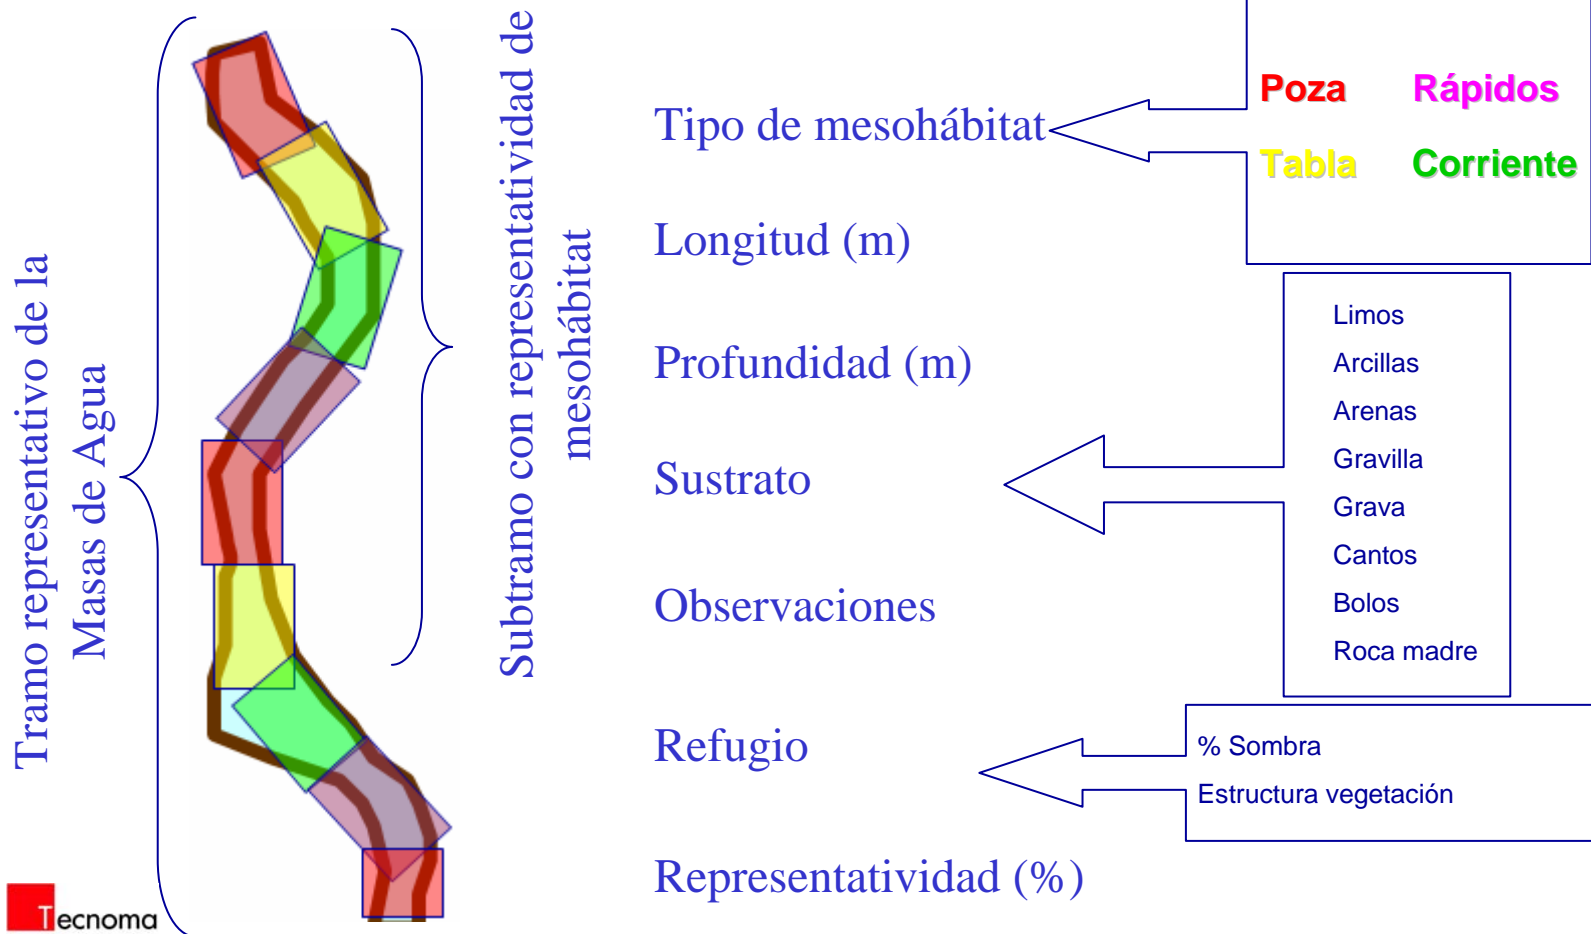 Tramo representativo de la
Masas de Agua
Subtramo con representatividad de
mesohábitat
Tipo de mesohábitat
Longitud (m)
Profundidad (m)
Sustrato
Observaciones
Refugio
Representatividad (%)
Poza Rápidos
Tabla Corriente
Limos
Arcillas
Arenas
Gravilla
Grava
Cantos
Bolos
Roca madre
% Sombra
Estructura vegetación
Tecnoma